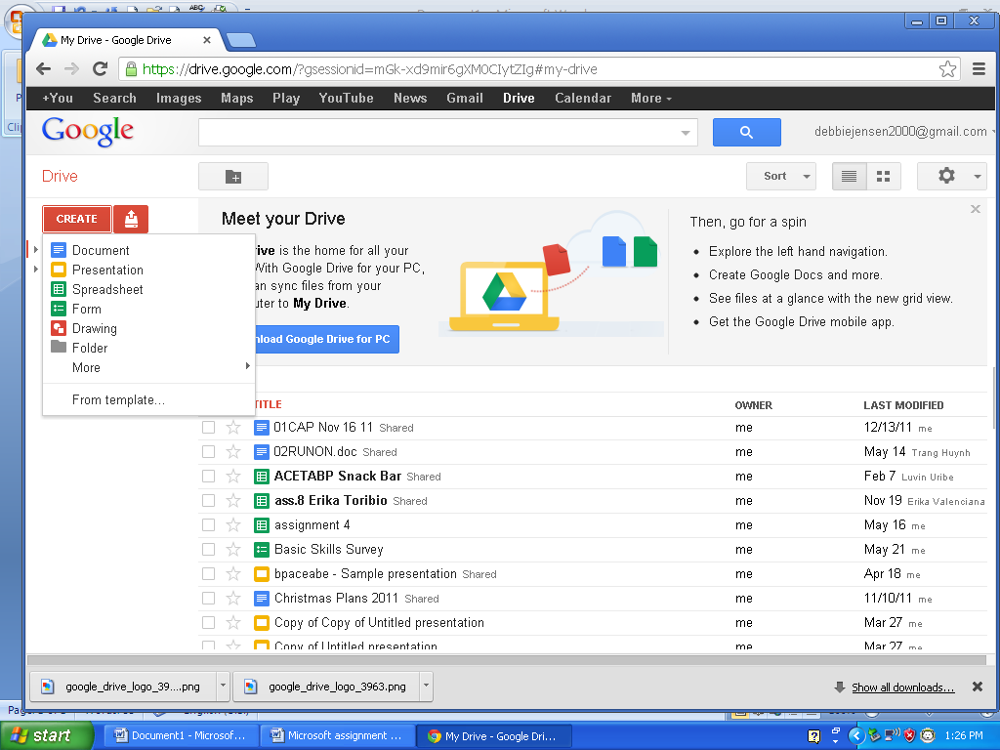 My Drive - Google Drive
https://drive.google.com/?gsessionid=mGk-xd9mir6gXM0CIytZIg#my-drive
+You Search Images Maps Play YouTube News Gmail Drive Calendar More
Google
debbiejensen2000@gmail.com
Drive
Sort
CREATE
Document
Presentation
Spreadsheet
Form
Drawing
Folder
More
From template...
Meet your Drive
ive is the home for all your
With Google Drive for your PC,
an sync files from your
uter to My Drive.
nload Google Drive for PC
Then, go for a spin
• Explore the left hand navigation.
• Create Google Docs and more.
• See files at a glance with the new grid view.
• Get the Google Drive mobile app.
TITLE OWNER LAST MODIFIED
01CAP Nov 16 11 Shared me 12/13/11 me
02RUNON.doc Shared me May 14 Trang Huynh
ACETABP Snack Bar Shared me Feb 7 Luvin Uribe
ass.8 Erika Toribio Shared me Nov 19 Erika Valenciana
assignment 4 me May 16 me
Basic Skills Survey me May 21 me
bpaceabe - Sample presentation Shared me Apr 18 me
Christmas Plans 2011 Shared me 11/10/11 me
Copy of Copy of Untitled presentation me Mar 27 me
Copy of Untitled presentation me Mar 27 me
google_drive_logo_39....png
google_drive_logo_3963.png
Show all downloads...
start
Document1 - Microsof...
Microsoft assignment ...
My Drive - Google Dri...
1:26 PM